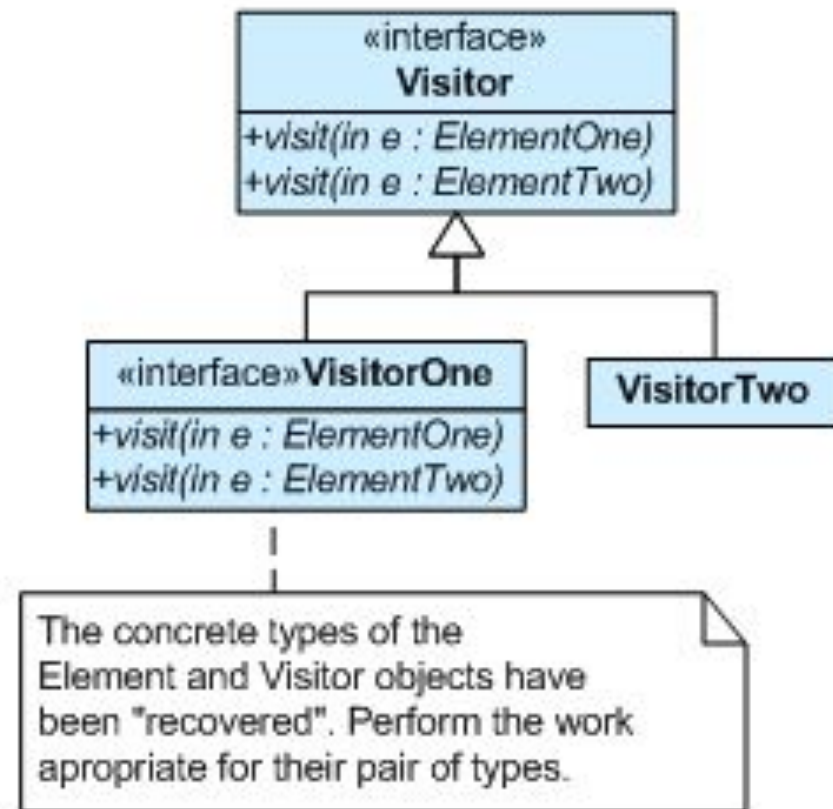 «interface»
Visitor
+visit(in e : ElementOne)
+visit(in e : ElementTwo)
«interface»VisitorOne
+visit(in e : ElementOne)
+visit(in e : ElementTwo)
VisitorTwo
The concrete types of the
Element and Visitor objects have
been "recovered". Perform the work
apropriate for their pair of types.